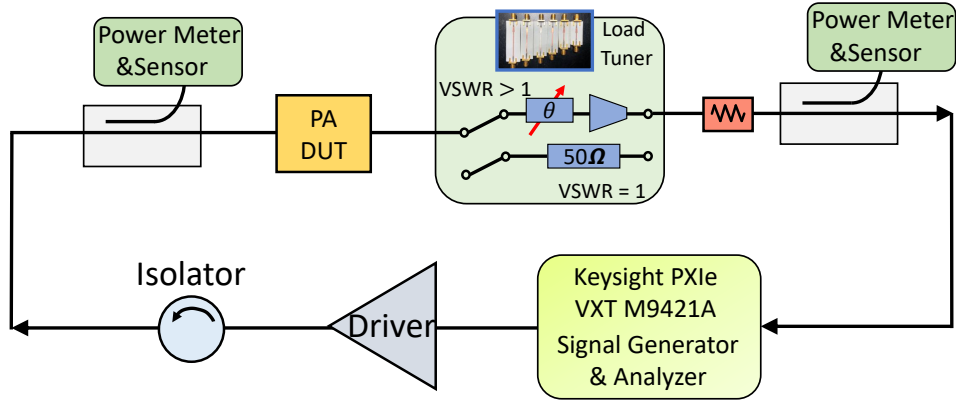 Power Meter
&Sensor
PA
DUT
Load
Tuner
VSWR > 1
θ
50Ω
VSWR = 1
Power Meter
&Sensor
Isolator
Driver
Keysight PXIe
VXT M9421A
Signal Generator
& Analyzer